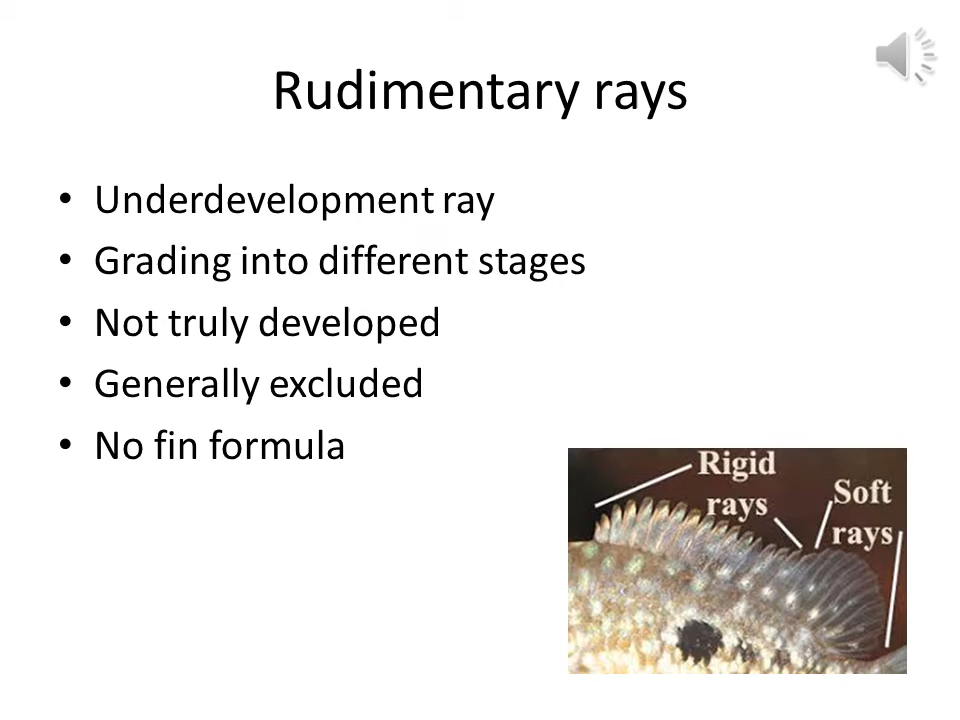 Rudimentary rays
• Underdevelopment ray
• Grading into different stages
• Not truly developed
• Generally excluded
• No fin formula
Rigid
rays
Soft
rays